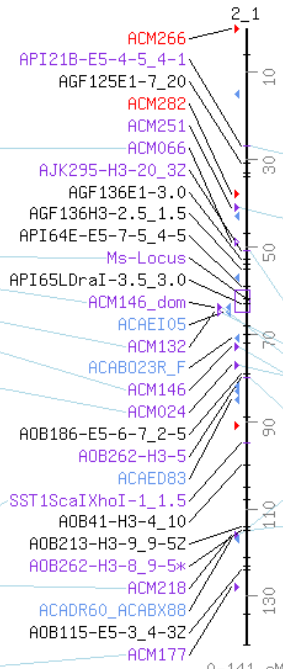 2_1
ACM266
API21B-E5-4-5_4-1
AGF125E1-7_20
ACM282
ACM251
ACM066
AJK295-H3-20_3Z
AGF136E1-3.0
AGF136H3-2.5_1.5
API64E-E5-7-5_4-5
Ms-Locus
API65LDraI-3.5_3.0
ACM146_dom
ACAEI05
ACM132
ACAB023R_F
ACM146
ACM024
AOB186-E5-6-7_2-5
AOB262-H3-5
ACAED83
SST1ScaIXhoI-1_1.5
AOB41-H3-4_10
AOB213-H3-9_9-5Z
AOB262-H3-8_9-5*
ACM218
ACADR60_ACABX88
AOB115-E5-3_4-3Z
ACM177
10
30
50
70
90
110
130